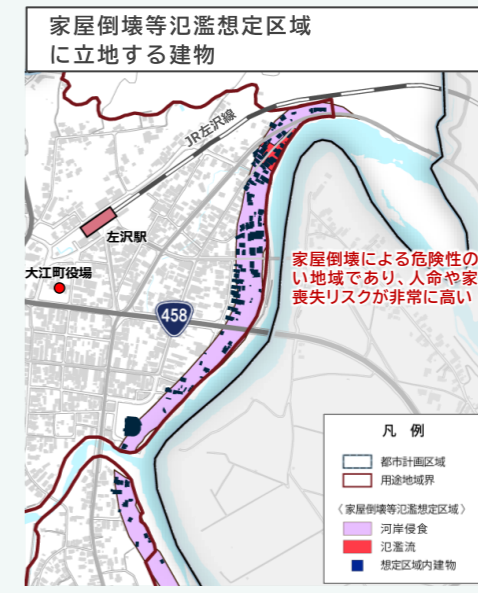 家屋倒壊等氾濫想定区域
に立地する建物
JR左沢線
左沢駅
大江町役場
家屋倒壊による危険性の
い地域であり、人命や家
喪失リスクが非常に高い
458
凡 例
都市計画区域
用途地域界
〈家屋倒壊等氾濫想定区域〉
河岸侵食
氾濫流
想定区域内建物